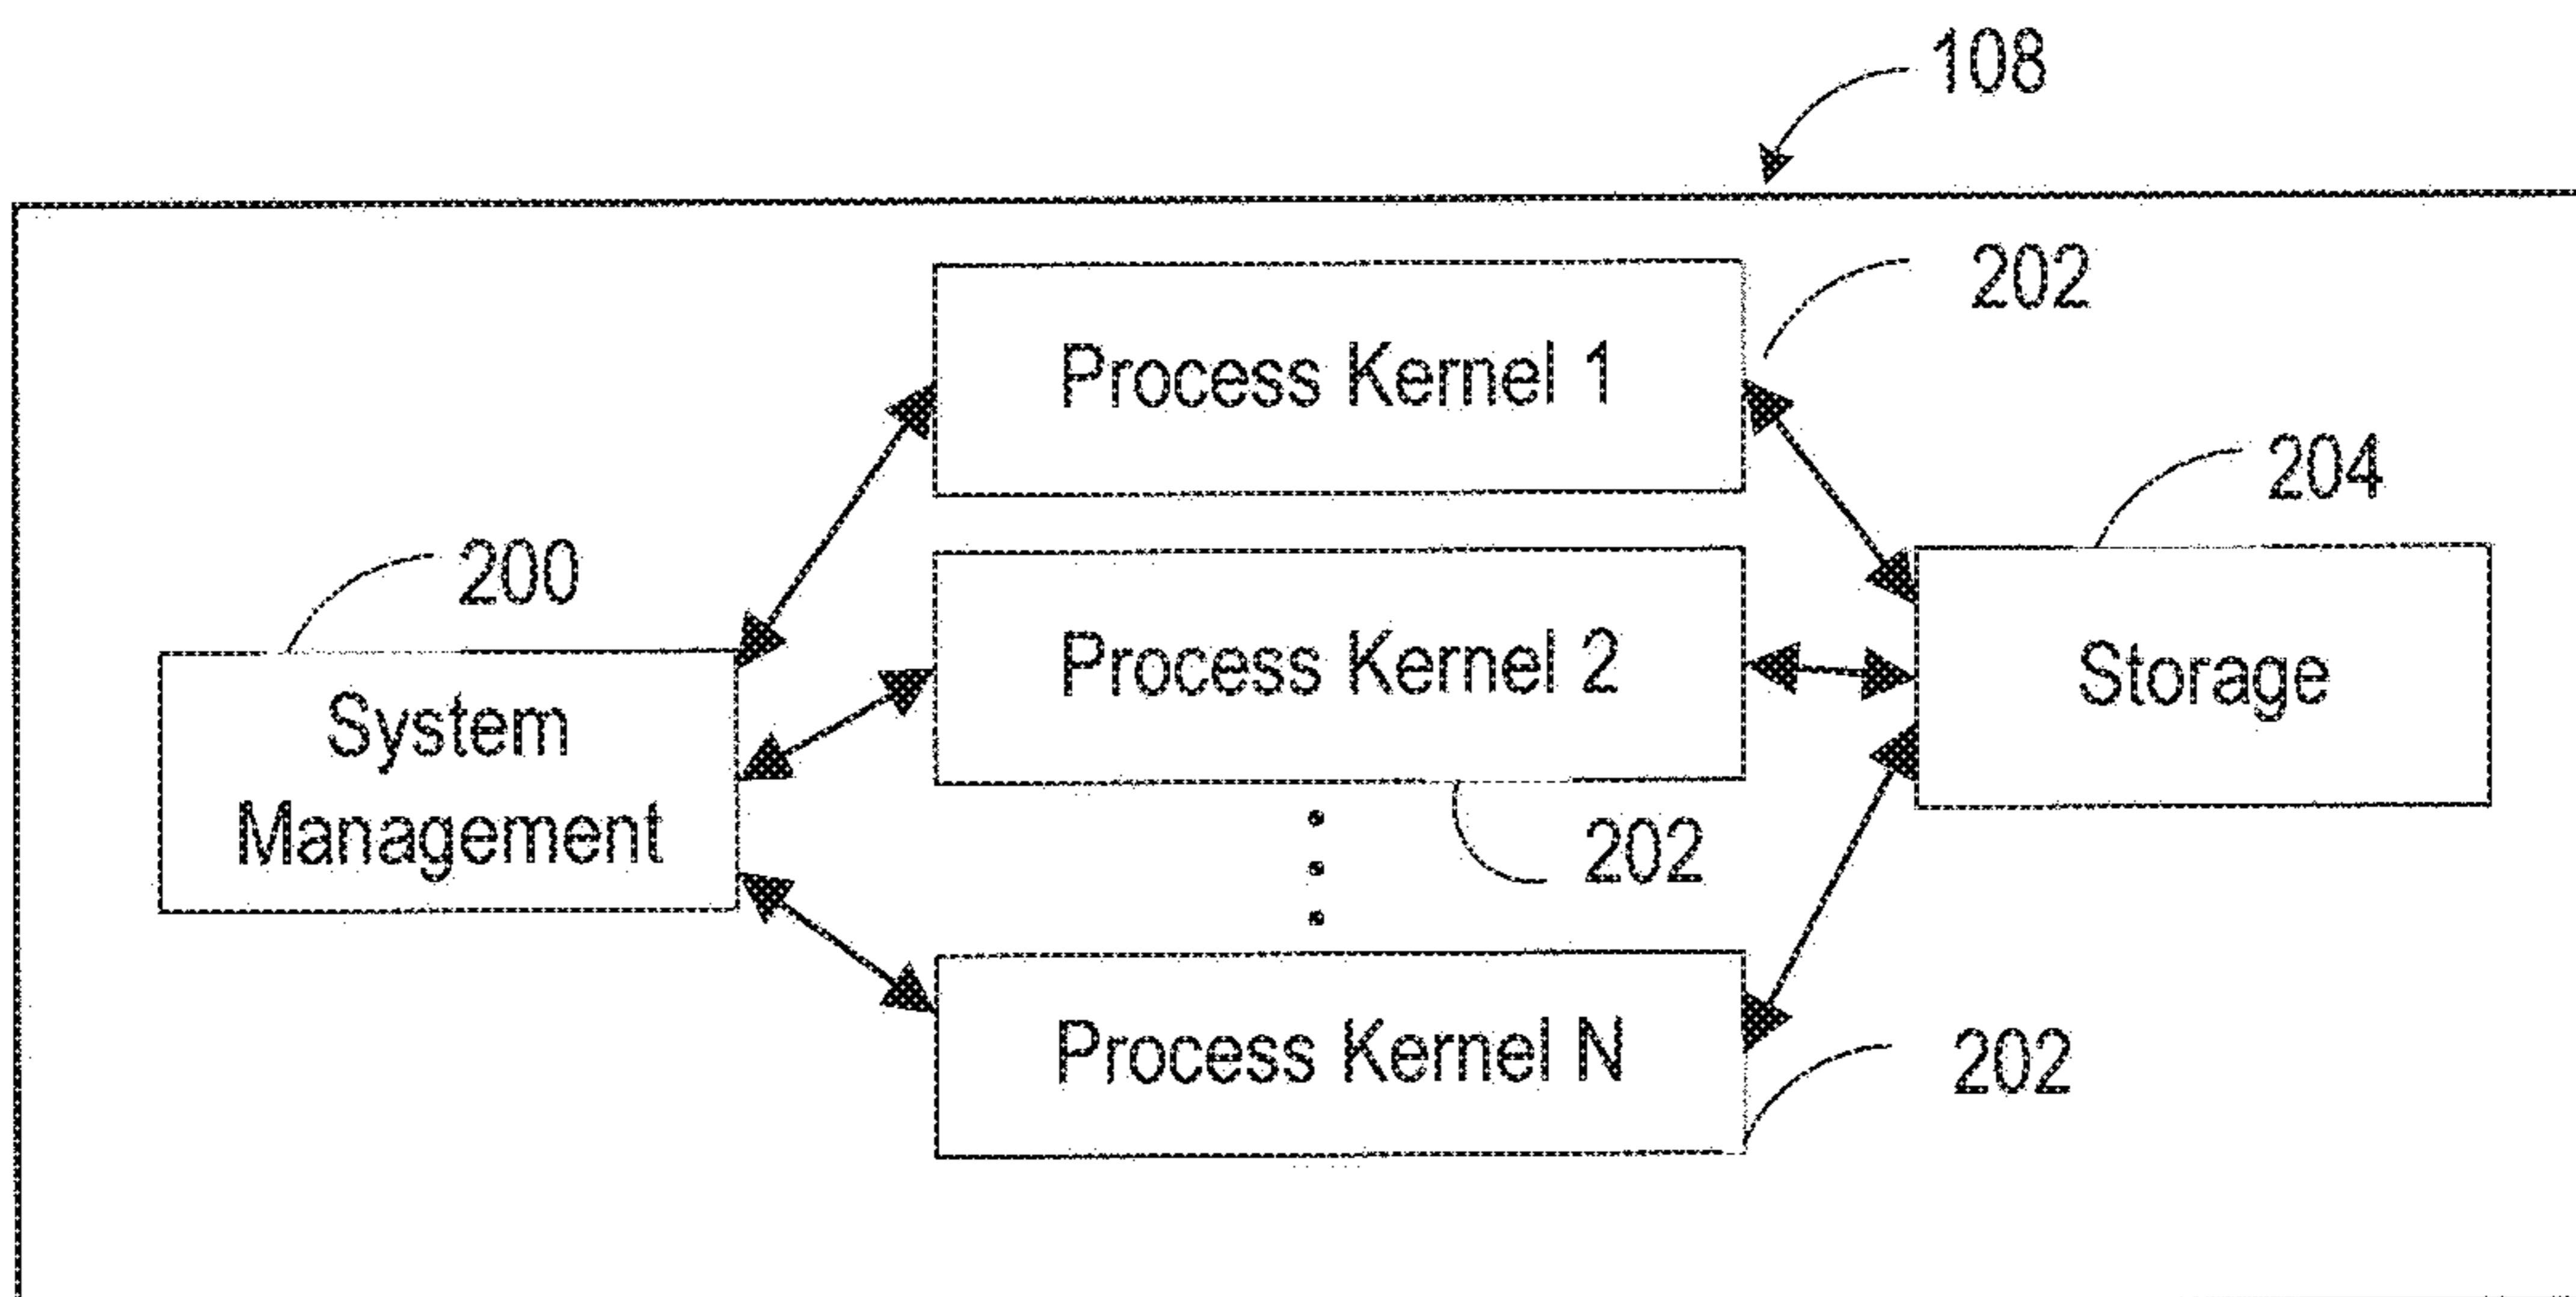 108
Process Kernel 1
202
204
200
Process Kernel 2
Storage
System
Management
202
Process Kernel N
202